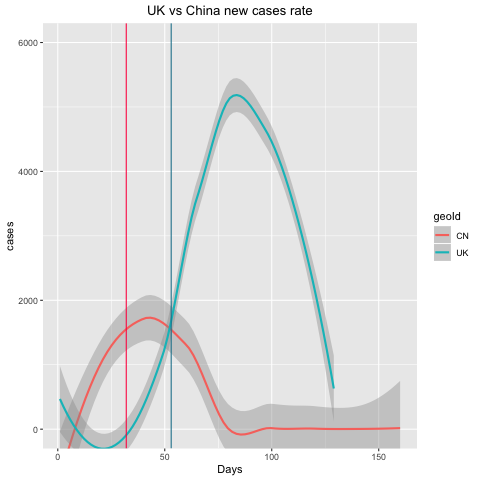 UK vs China new cases rate
6000
4000
2000
0
cases
0 50 100 150
Days
geoId
CN
UK